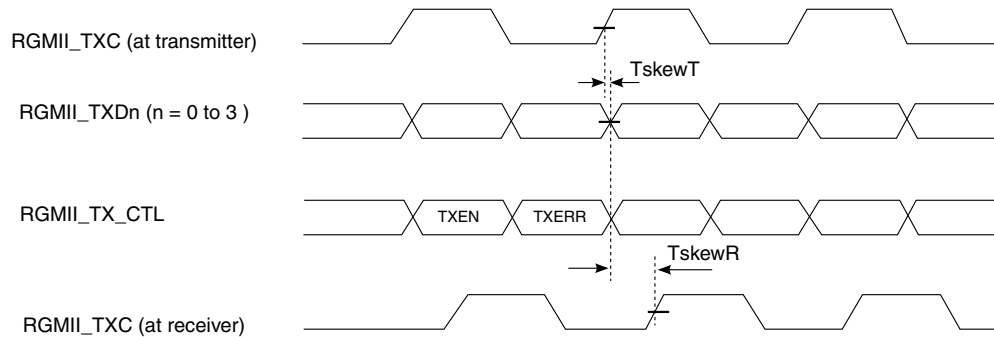 RGMII_TXC (at transmitter)
TskewT
RGMII_TXDn (n = 0 to 3 )
RGMII_TX_CTL
TXEN
TXERR
TskewR
RGMII_TXC (at receiver)